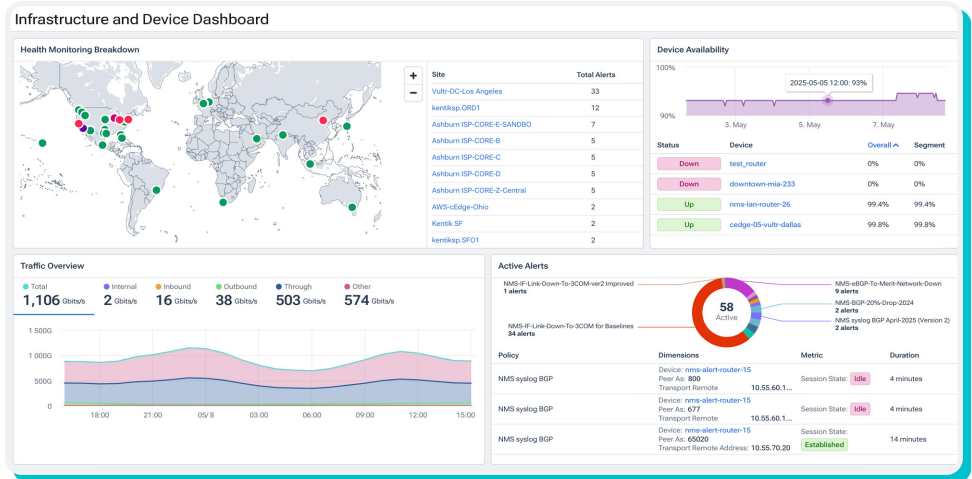 Infrastructure and Device Dashboard
Health Monitoring Breakdown
+
−
Site Total Alerts
Vultr-DC-Los Angeles 33
kentiksp.ORD1 12
Ashburn ISP-CORE-E-SANDBO 7
Ashburn ISP-CORE-B 5
Ashburn ISP-CORE-C 5
Ashburn ISP-CORE-D 5
Ashburn ISP-CORE-Z-Central 5
AWS-cEdge-Ohio 2
Kentik SF 2
kentiksp.SFO1 2
Device Availability
100%
2025-05-05 12:00: 93%
90%
3. May 5. May 7. May
Status Device Overall Segment
Down test_router 0% 0%
Down downtown-mia-233 0% 0%
Up nms-lan-router-26 99.4% 99.4%
Up cedge-05-vultr-dallas 99.8% 99.8%
Traffic Overview
Total Internal Inbound Outbound Through Other
1,106 Gbits/s 2 Gbits/s 16 Gbits/s 38 Gbits/s 503 Gbits/s 574 Gbits/s
1 500G
1 000G
500G
0
18:00 21:00 05/8 03:00 06:00 09:00 12:00 15:00
Active Alerts
NMS-IF-Link-Down-To-3COM-ver2 Improved
1 alerts
NMS-IF-Link-Down-To-3COM for Baselines
34 alerts
58
Active
NMS-eBGP-To-Merit-Network-Down
9 alerts
NMS-BGP-20%-Drop-2024
2 alerts
NMS syslog BGP April-2025 (Version 2)
2 alerts
Policy Dimensions Metric Duration
NMS syslog BGP
Device: nms-alert-router-15
Peer As: 800
Transport Remote 10.55.60.1...
Session State: Idle
4 minutes
NMS syslog BGP
Device: nms-alert-router-15
Peer As: 677
Transport Remote 10.55.60.1...
Session State: Idle
4 minutes
NMS syslog BGP
Device: nms-alert-router-15
Peer As: 65020
Transport Remote Address: 10.55.70.20
Session State:
Established
14 minutes